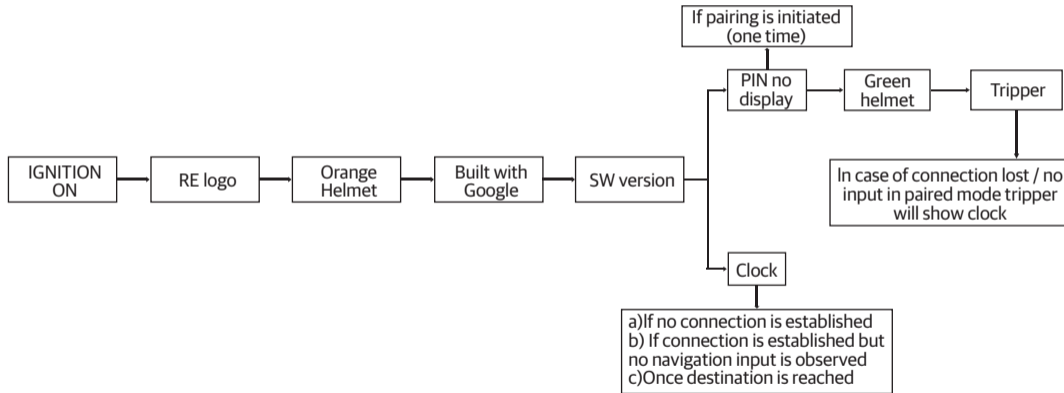 If pairing is initiated
(one time)
PIN no
display
Green
helmet
Tripper
IGNITION
ON
RE logo
Orange
Helmet
Built with
Google
SW version
In case of connection lost / no
input in paired mode tripper
will show clock
Clock
a)If no connection is established
b) If connection is established but
no navigation input is observed
c)Once destination is reached